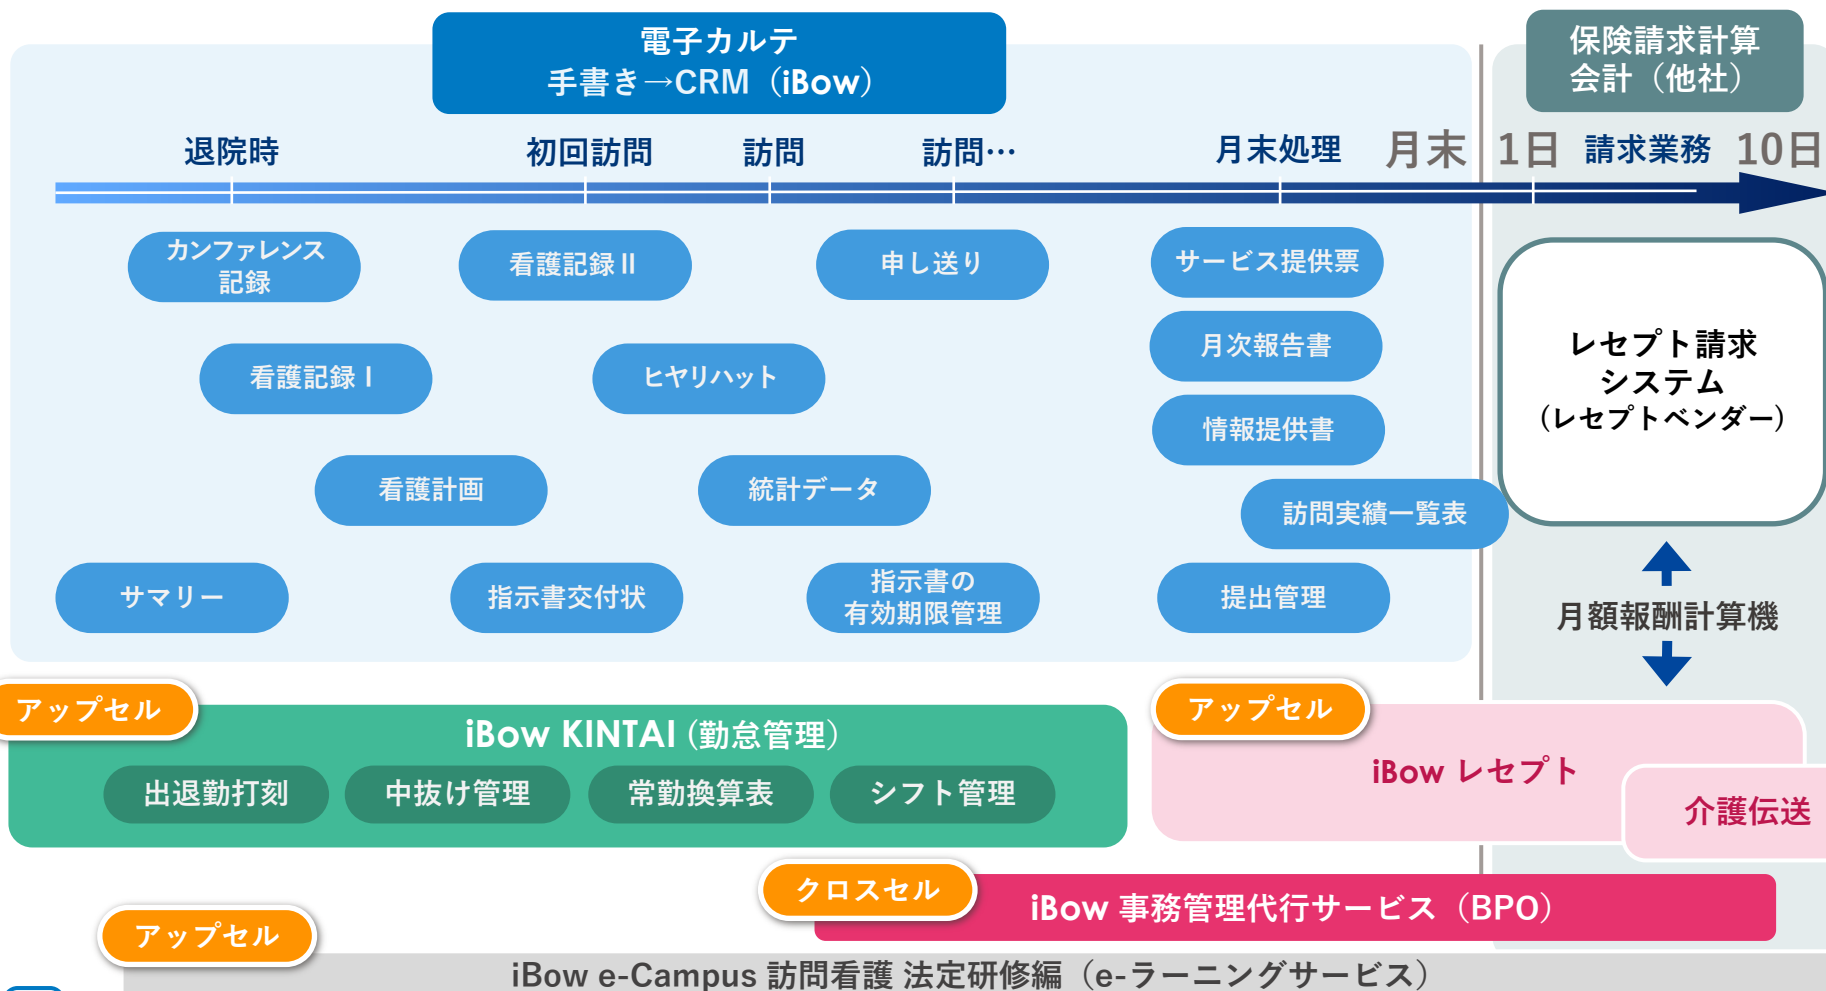 電子カルテ
手書き→CRM（iBow）
保険請求計算
会計（他社）
退院時
初回訪問
訪問
訪問…
月末処理
月末
1日
請求業務
10日
カンファレンス
記録
看護記録Ⅱ
申し送り
サービス提供票
看護記録Ⅰ
ヒヤリハット
月次報告書
情報提供書
看護計画
統計データ
訪問実績一覧表
サマリー
指示書交付状
指示書の
有効期限管理
提出管理
レセプト請求
システム
（レセプトベンダー）
月額報酬計算機
アップセル
iBow KINTAI（勤怠管理）
出退勤打刻
中抜け管理
常勤換算表
シフト管理
アップセル
iBow レセプト
介護伝送
クロスセル
iBow 事務管理代行サービス（BPO）
アップセル
iBow e-Campus 訪問看護 法定研修編（e-ラーニングサービス）